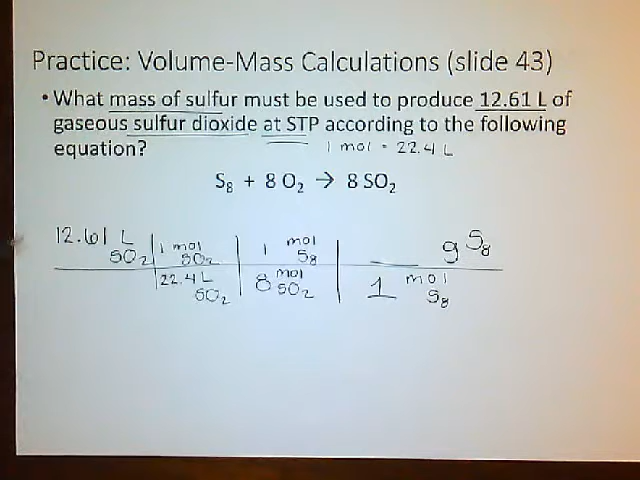 Practice: Volume-Mass Calculations (slide 43)
• What mass of sulfur must be used to produce 12.61 L of
gaseous sulfur dioxide at STP according to the following
equation?
1 mol = 22.4 L
S₈ + 8 O₂ → 8 SO₂
12.61 L SO₂ | 1 mol SO₂ | 1 mol S₈ | ___ g S₈
22.4 L SO₂ | 8 mol SO₂ | 1 mol S₈